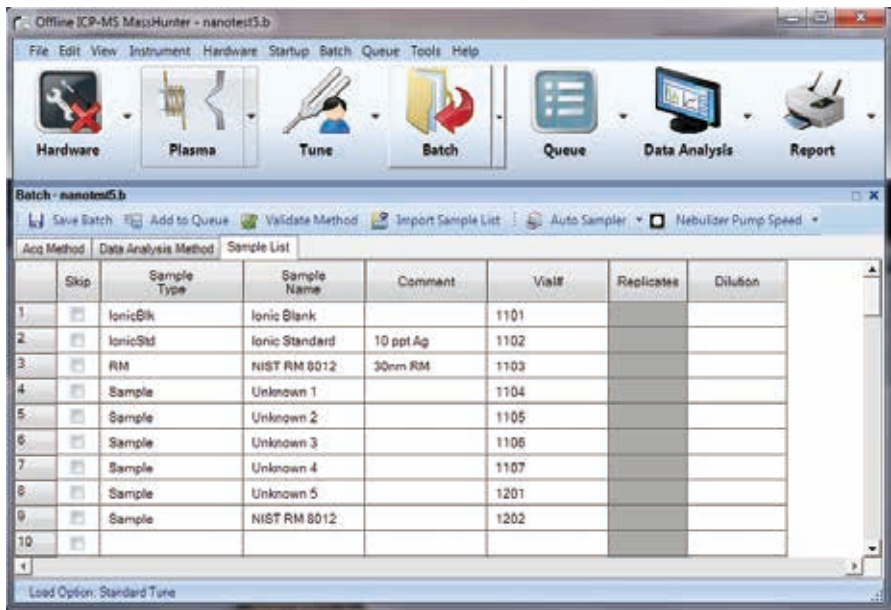 Offline ICP-MS MassHunter - nanotest5.b
File Edit View Instrument Hardware Startup Batch Queue Tools Help
Hardware Plasma Tune Batch Queue Data Analysis Report
Batch - nanotest5.b
Save Batch Add to Queue Validate Method Import Sample List Auto Sampler Nebulizer Pump Speed
Acq Method Data Analysis Method Sample List
Skip Sample Type Sample Name Comment Vial# Replicates Dilution
1 IonicBlk Ionic Blank 1101
2 IonicStd Ionic Standard 10 ppt Ag 1102
3 RM NIST RM 8012 30nm RM 1103
4 Sample Unknown 1 1104
5 Sample Unknown 2 1105
6 Sample Unknown 3 1106
7 Sample Unknown 4 1107
8 Sample Unknown 5 1201
9 Sample NIST RM 8012 1202
10
Load Option: Standard Tune